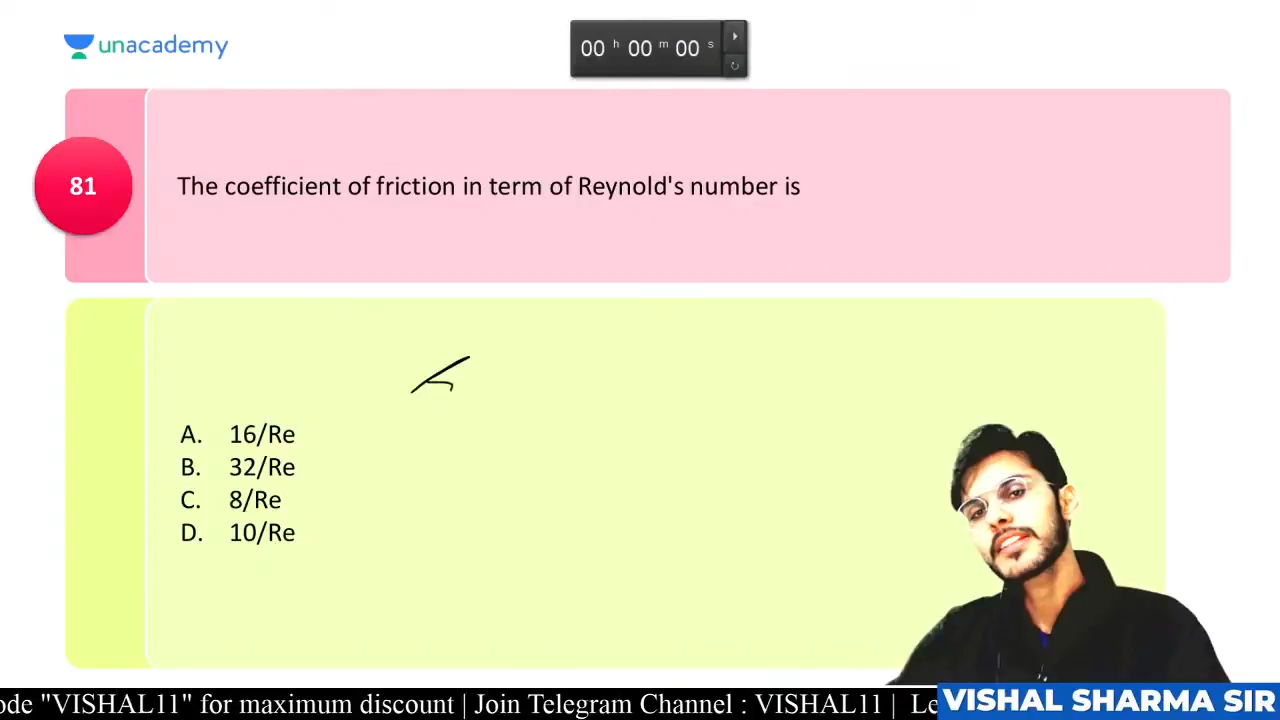 unacademy
00 h 00 m 00 s
81
The coefficient of friction in term of Reynold's number is
A. 16/Re
B. 32/Re
C. 8/Re
D. 10/Re
ode "VISHAL11" for maximum discount | Join Telegram Channel : VISHAL11 | Le
VISHAL SHARMA SIR